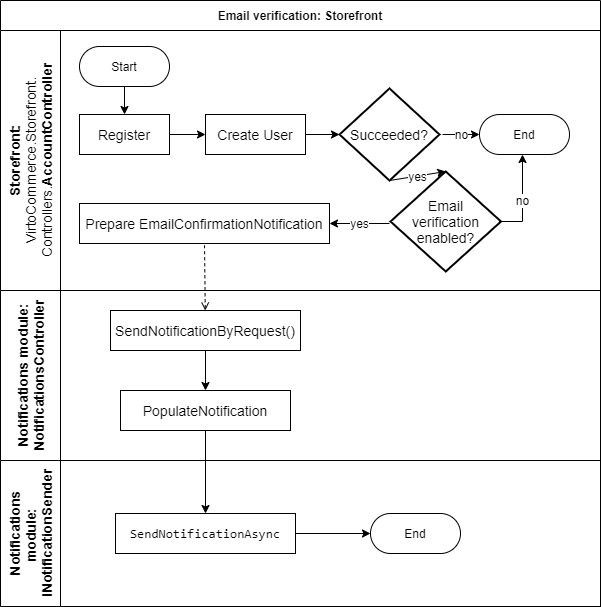 Email verification: Storefront
Storefront:
VirtoCommerce.Storefront.
Controllers.AccountController
Start
Register
Create User
Succeeded?
no
End
yes
Email
verification
enabled?
no
yes
Prepare EmailConfirmationNotification
Notifications module:
NotificationsController
SendNotificationByRequest()
PopulateNotification
Notifications
module:
INotificationSender
SendNotificationAsync
End